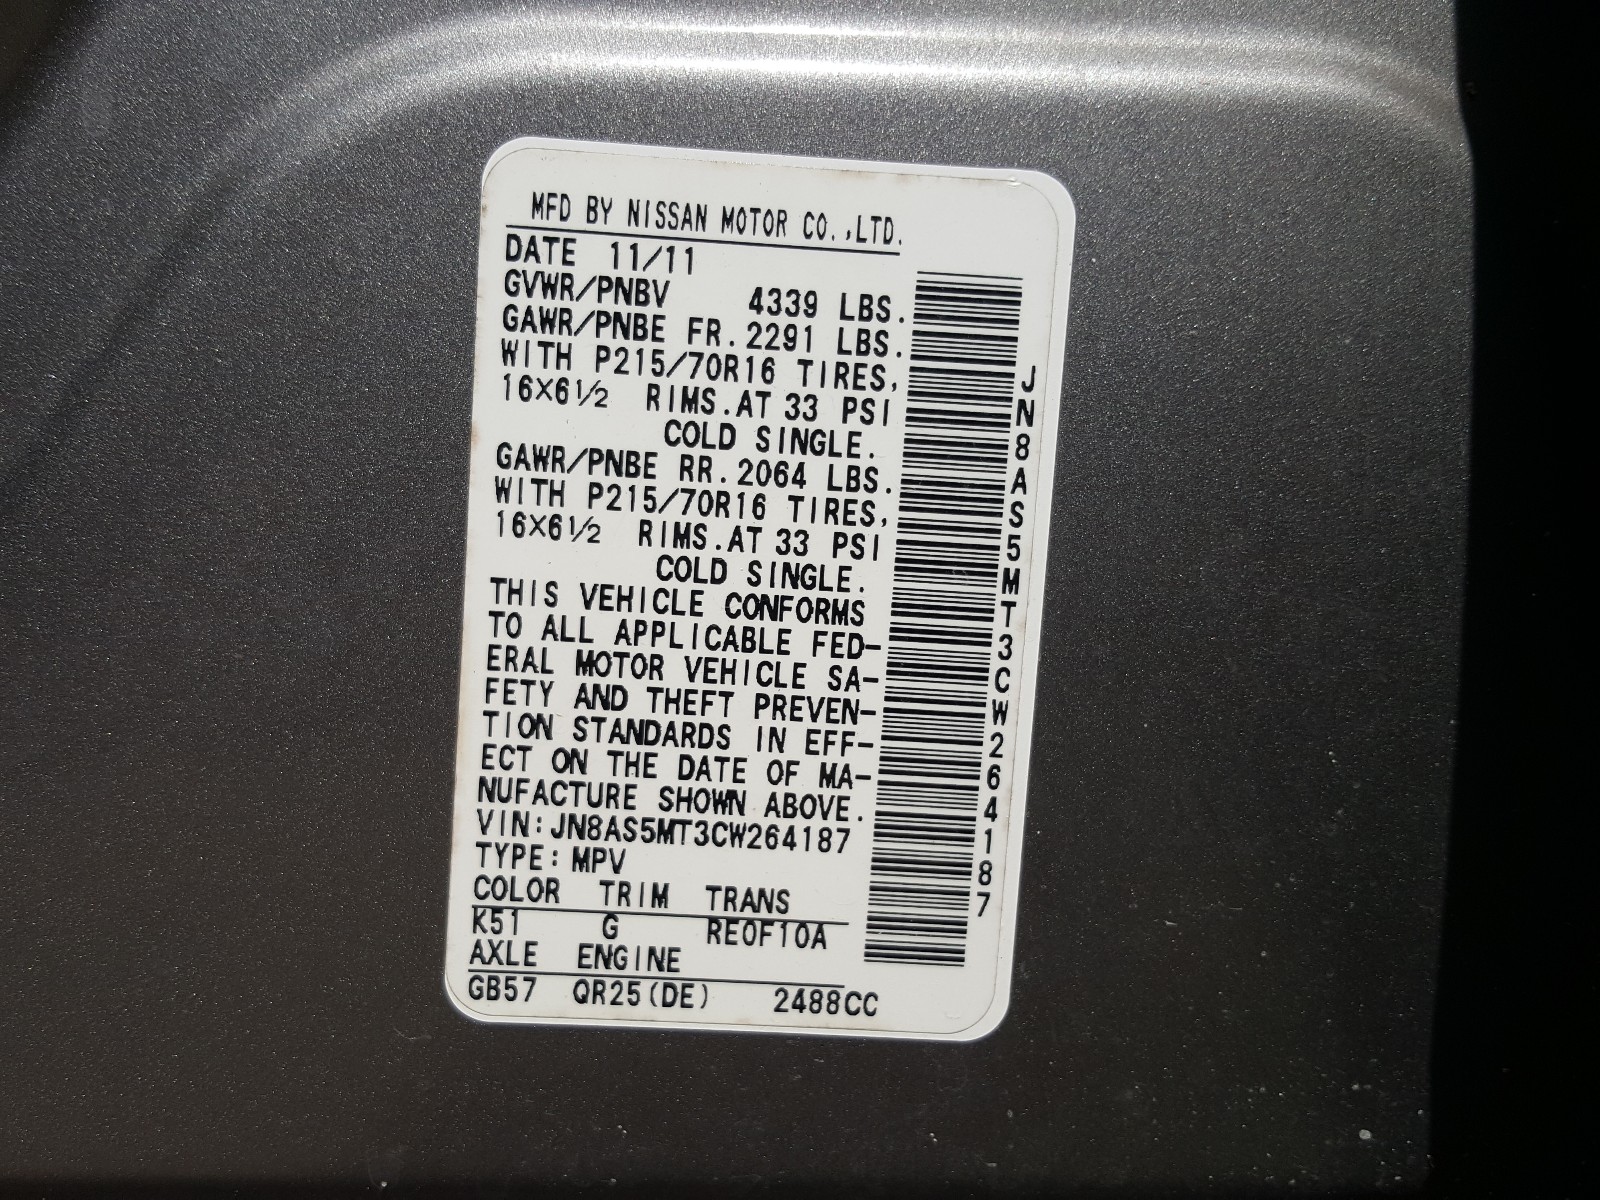 MFD BY NISSAN MOTOR CO.,LTD.
DATE 11/11
GVWR/PNBV 4339 LBS.
GAWR/PNBE FR.2291 LBS.
WITH P215/70R16 TIRES,
16X6½ RIMS.AT 33 PSI
COLD SINGLE.
GAWR/PNBE RR.2064 LBS.
WITH P215/70R16 TIRES,
16X6½ RIMS.AT 33 PSI
COLD SINGLE.
THIS VEHICLE CONFORMS
TO ALL APPLICABLE FED-
ERAL MOTOR VEHICLE SA-
FETY AND THEFT PREVEN-
TION STANDARDS IN EFF-
ECT ON THE DATE OF MA-
NUFACTURE SHOWN ABOVE.
VIN:JN8AS5MT3CW264187
TYPE:MPV
COLOR TRIM TRANS
K51 G RE0F10A
AXLE ENGINE
GB57 QR25(DE) 2488CC
JN8AS5MT3CW264187